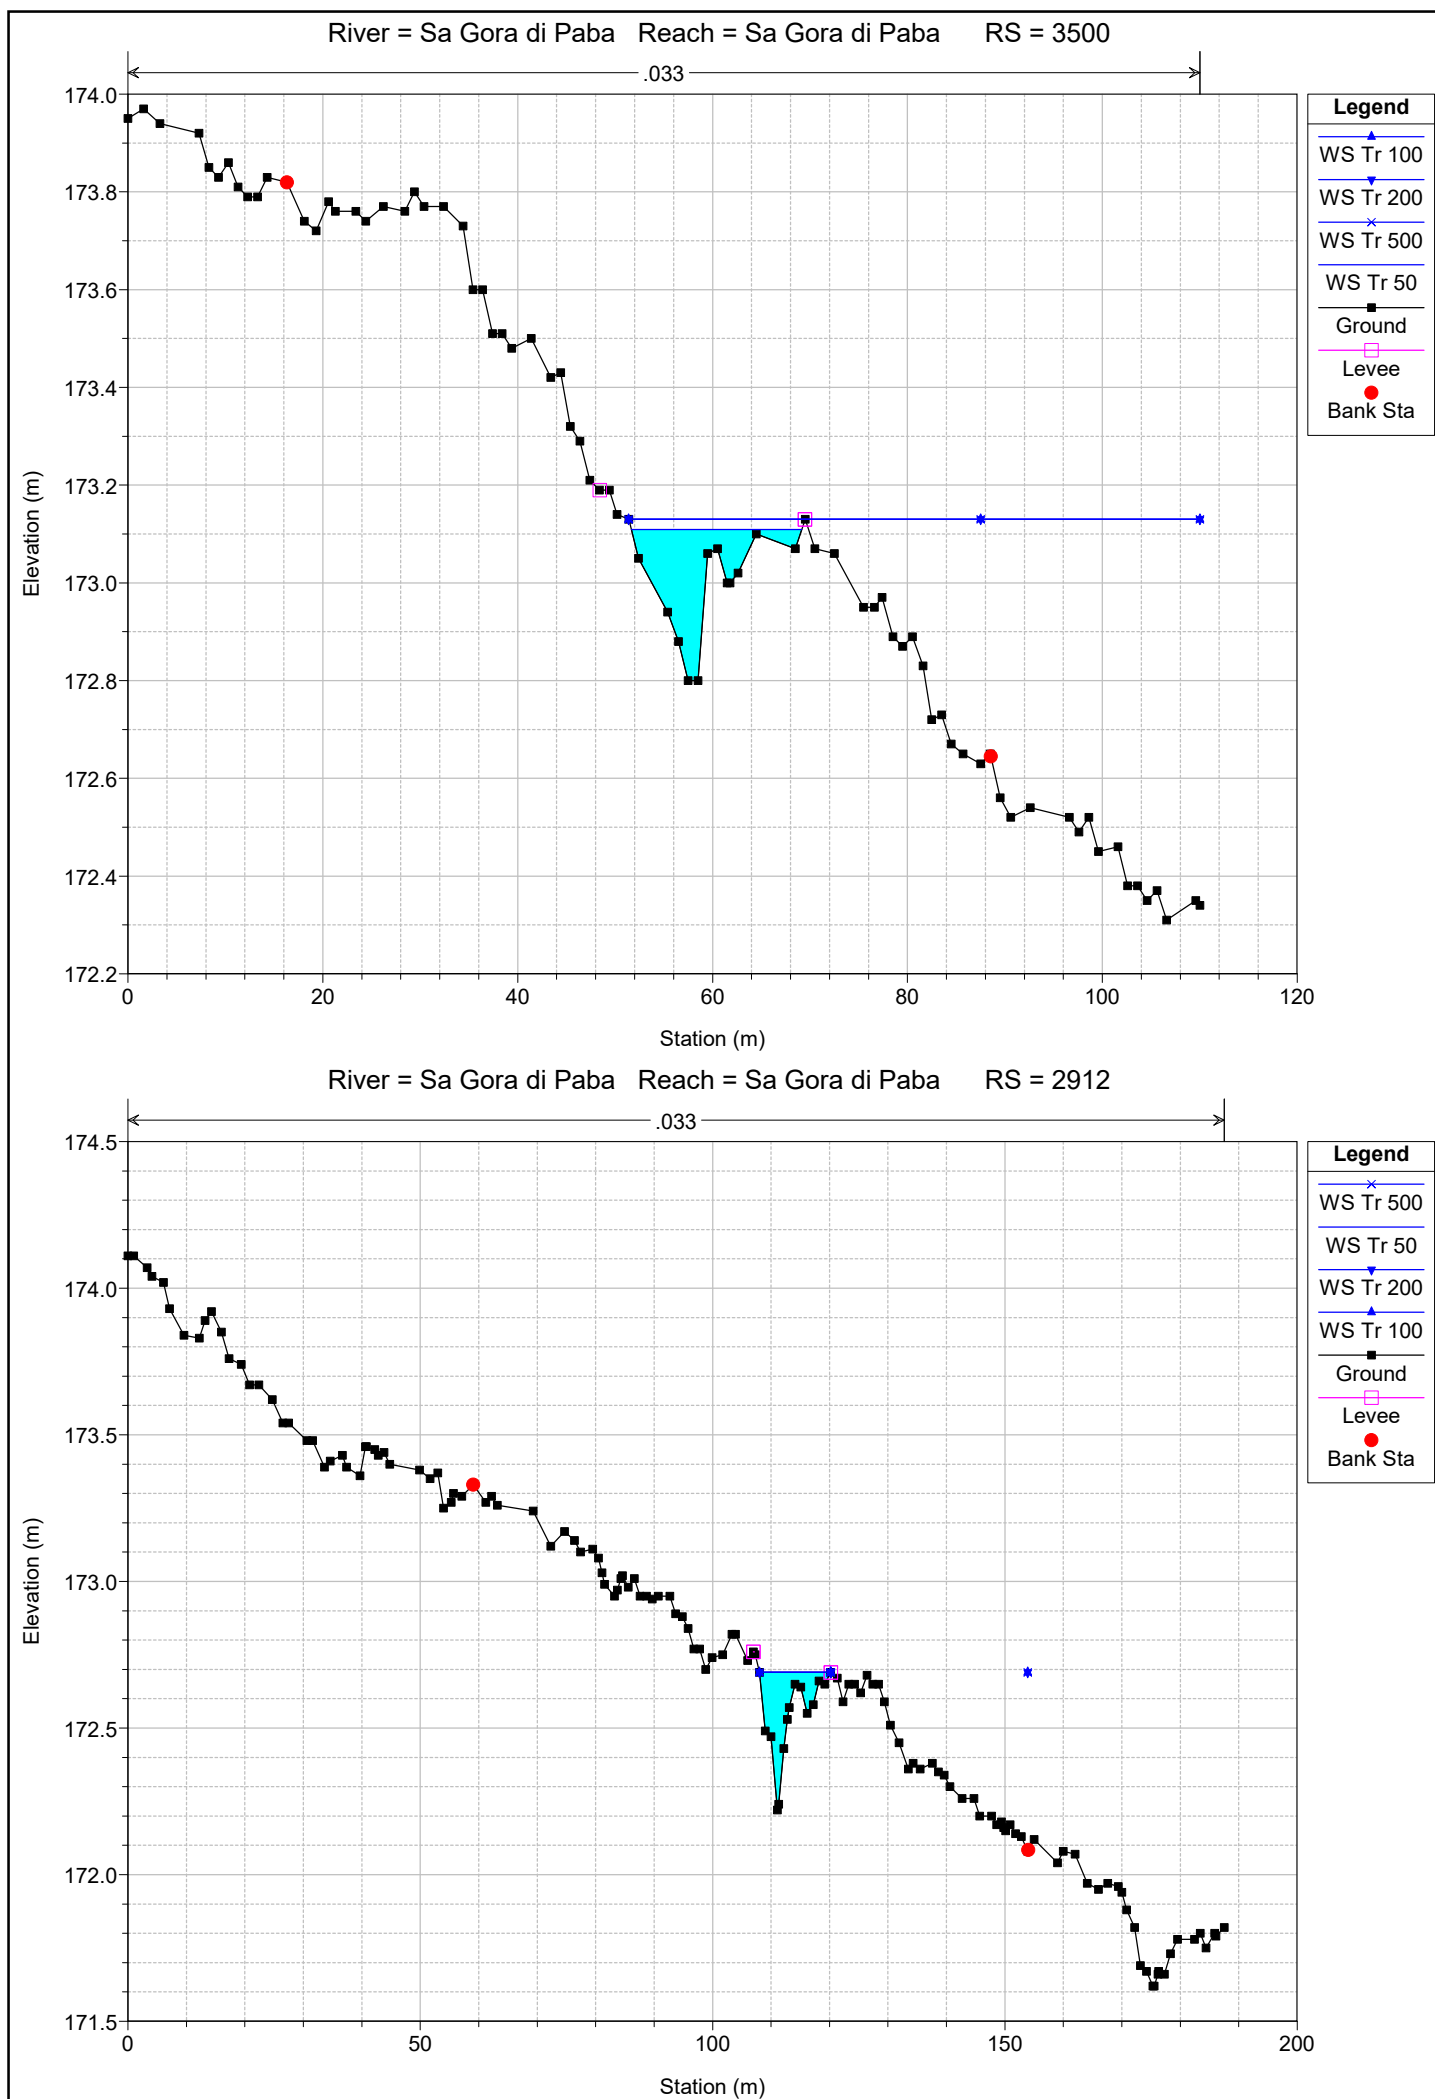 River = Sa Gora di Paba   Reach = Sa Gora di Paba      RS = 3500
.033
174.0
173.8
173.6
173.4
173.2
173.0
172.8
172.6
172.4
172.2
Elevation (m)
0 20 40 60 80 100 120
Station (m)
Legend
WS Tr 100
WS Tr 200
WS Tr 500
WS Tr 50
Ground
Levee
Bank Sta
River = Sa Gora di Paba   Reach = Sa Gora di Paba      RS = 2912
.033
174.5
174.0
173.5
173.0
172.5
172.0
171.5
Elevation (m)
0 50 100 150 200
Station (m)
Legend
WS Tr 500
WS Tr 50
WS Tr 200
WS Tr 100
Ground
Levee
Bank Sta